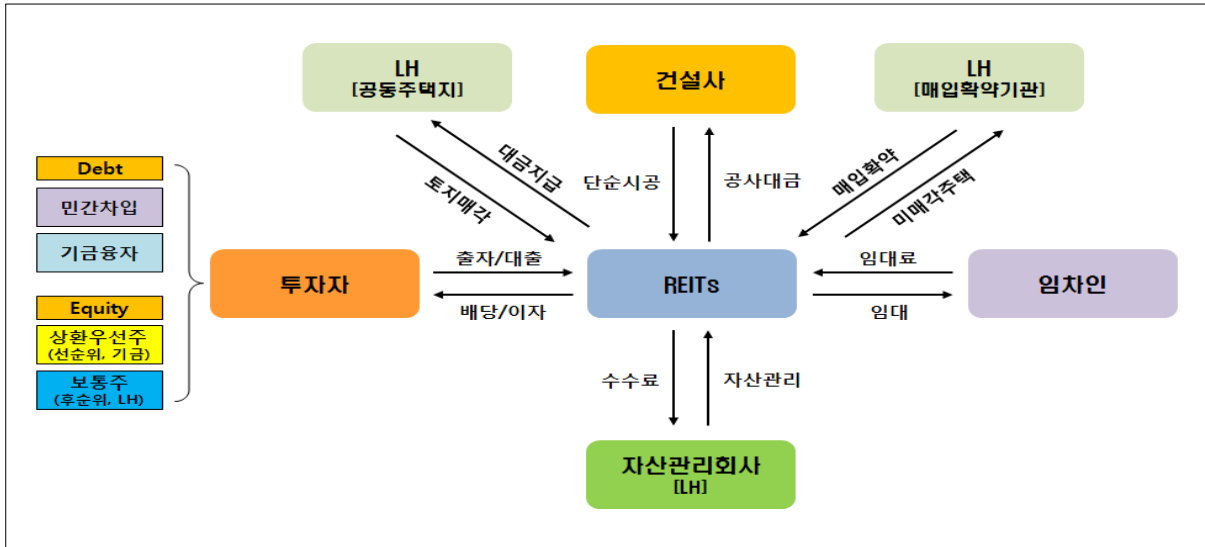 LH
[공동주택지]
건설사
LH
[매입확약기관]
대금지급
토지매각
단순시공
공사대금
매입확약
미매각주택
Debt
민간차입
기금융자
Equity
상환우선주
(선순위, 기금)
보통주
(후순위, LH)
투자자
출자/대출
배당/이자
REITs
임대료
임대
임차인
수수료
자산관리
자산관리회사
[LH]